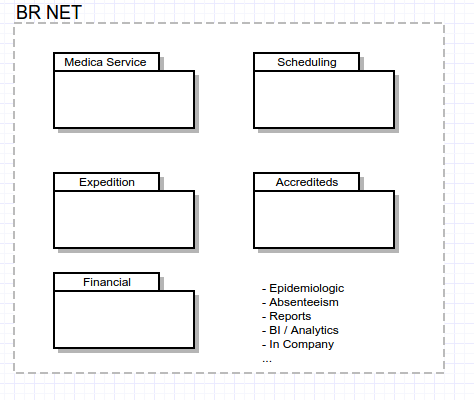 BR NET
Medica Service
Scheduling
Expedition
Accrediteds
Financial
- Epidemiologic
- Absenteeism
- Reports
- BI / Analytics
- In Company
...